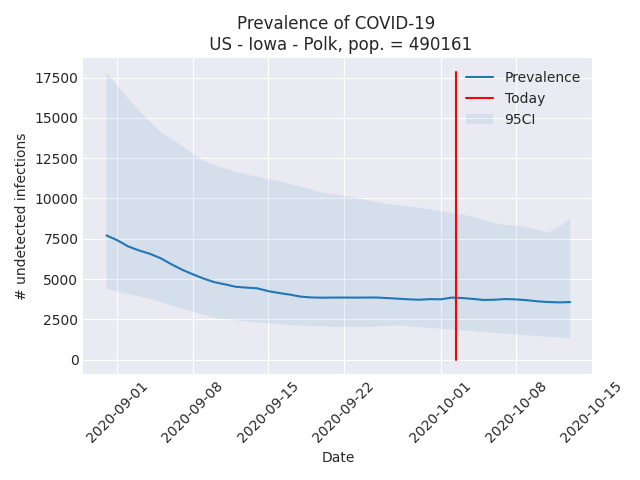 Prevalence of COVID-19
US - Iowa - Polk, pop. = 490161
17500
15000
12500
10000
7500
5000
2500
0
# undetected infections
Prevalence
Today
95CI
2020-09-01
2020-09-08
2020-09-15
2020-09-22
2020-10-01
2020-10-08
2020-10-15
Date